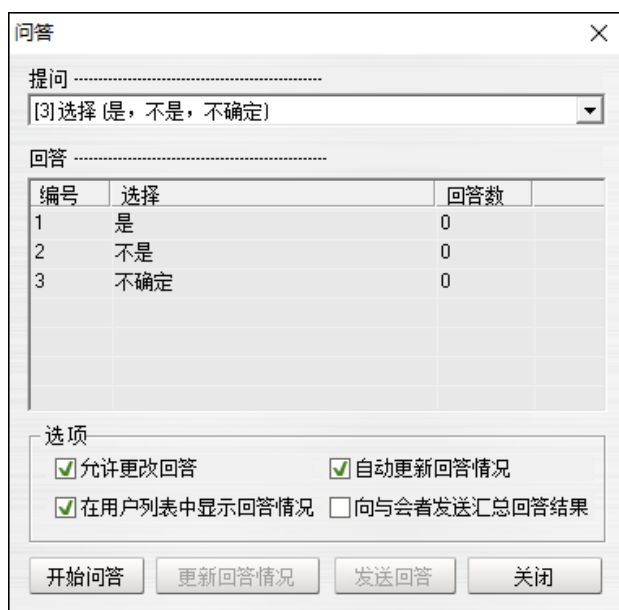 问答
提问
[3]选择 (是，不是，不确定)
回答
编号 选择 回答数
1 是 0
2 不是 0
3 不确定 0
选项
允许更改回答 自动更新回答情况
在用户列表中显示回答情况 向与会者发送汇总回答结果
开始问答 更新回答情况 发送回答 关闭